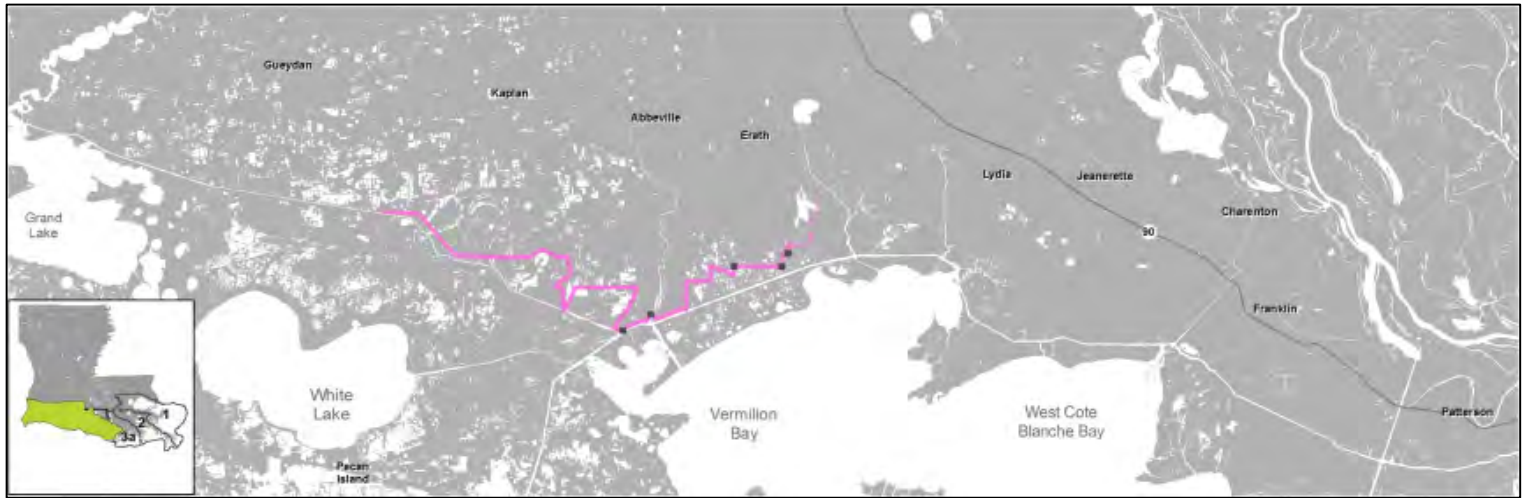 Gueydan
Kaplan
Abbeville
Erath
Lydia
Jeanerette
Charenton
Grand
Lake
90
Franklin
White
Lake
Vermilion
Bay
West Cote
Blanche Bay
Patterson
Pecan
Island
1
2
3a